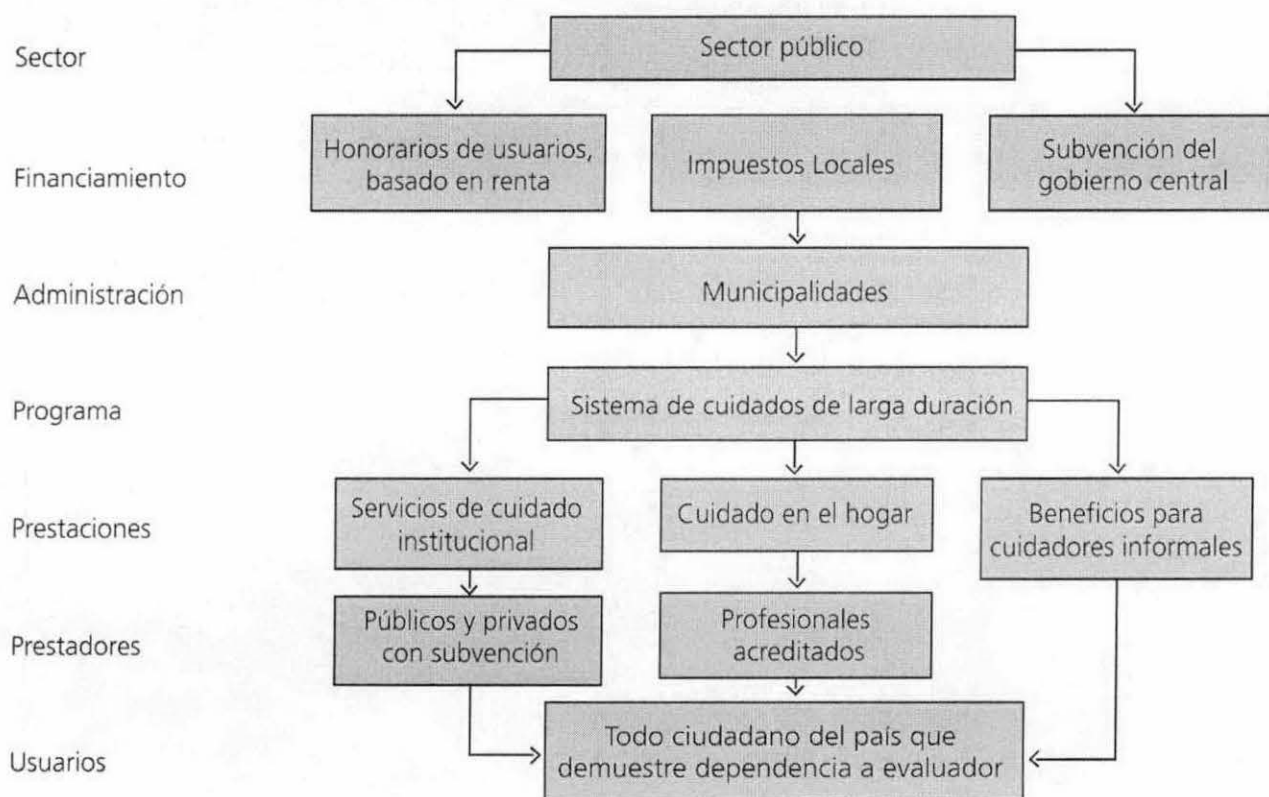 Sector
Sector público
Financiamiento
Honorarios de usuarios,
basado en renta
Impuestos Locales
Subvención del
gobierno central
Administración
Municipalidades
Programa
Sistema de cuidados de larga duración
Prestaciones
Servicios de cuidado
institucional
Cuidado en el hogar
Beneficios para
cuidadores informales
Prestadores
Públicos y privados
con subvención
Profesionales
acreditados
Usuarios
Todo ciudadano del país que
demuestre dependencia a evaluador